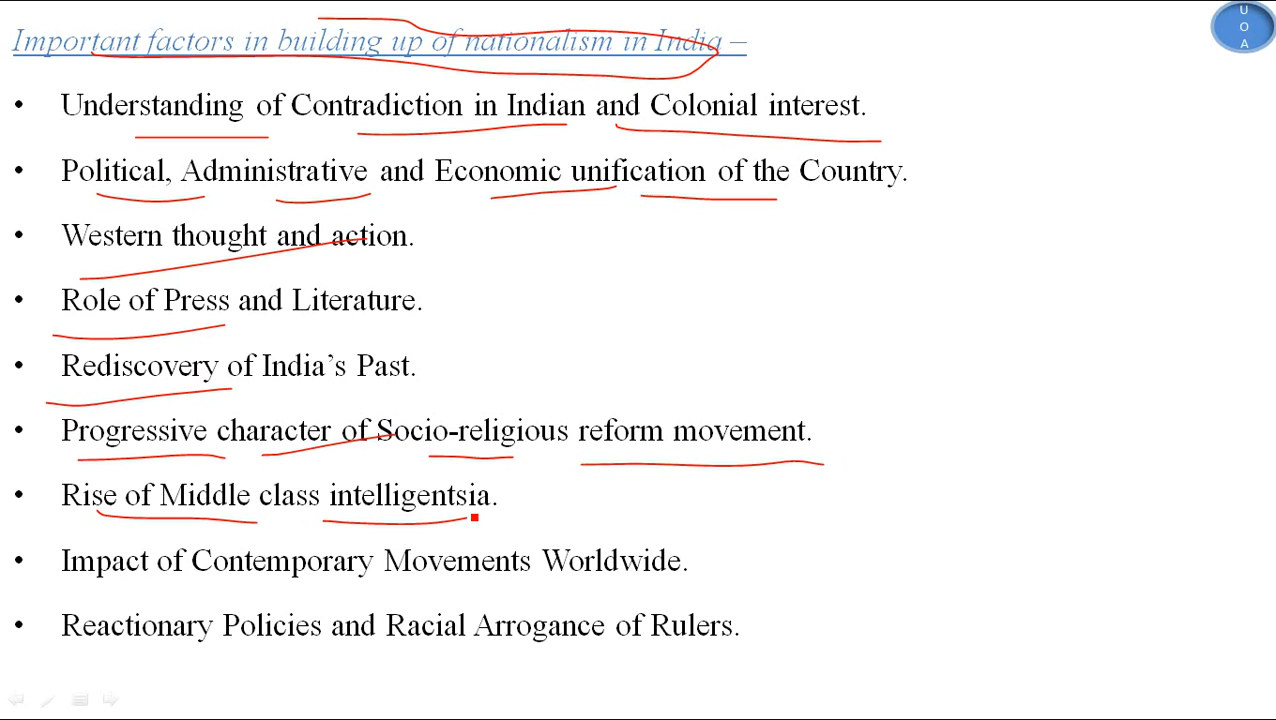 Important factors in building up of nationalism in India –
U
O
A
• Understanding of Contradiction in Indian and Colonial interest.
• Political, Administrative and Economic unification of the Country.
• Western thought and action.
• Role of Press and Literature.
• Rediscovery of India’s Past.
• Progressive character of Socio-religious reform movement.
• Rise of Middle class intelligentsia.
• Impact of Contemporary Movements Worldwide.
• Reactionary Policies and Racial Arrogance of Rulers.